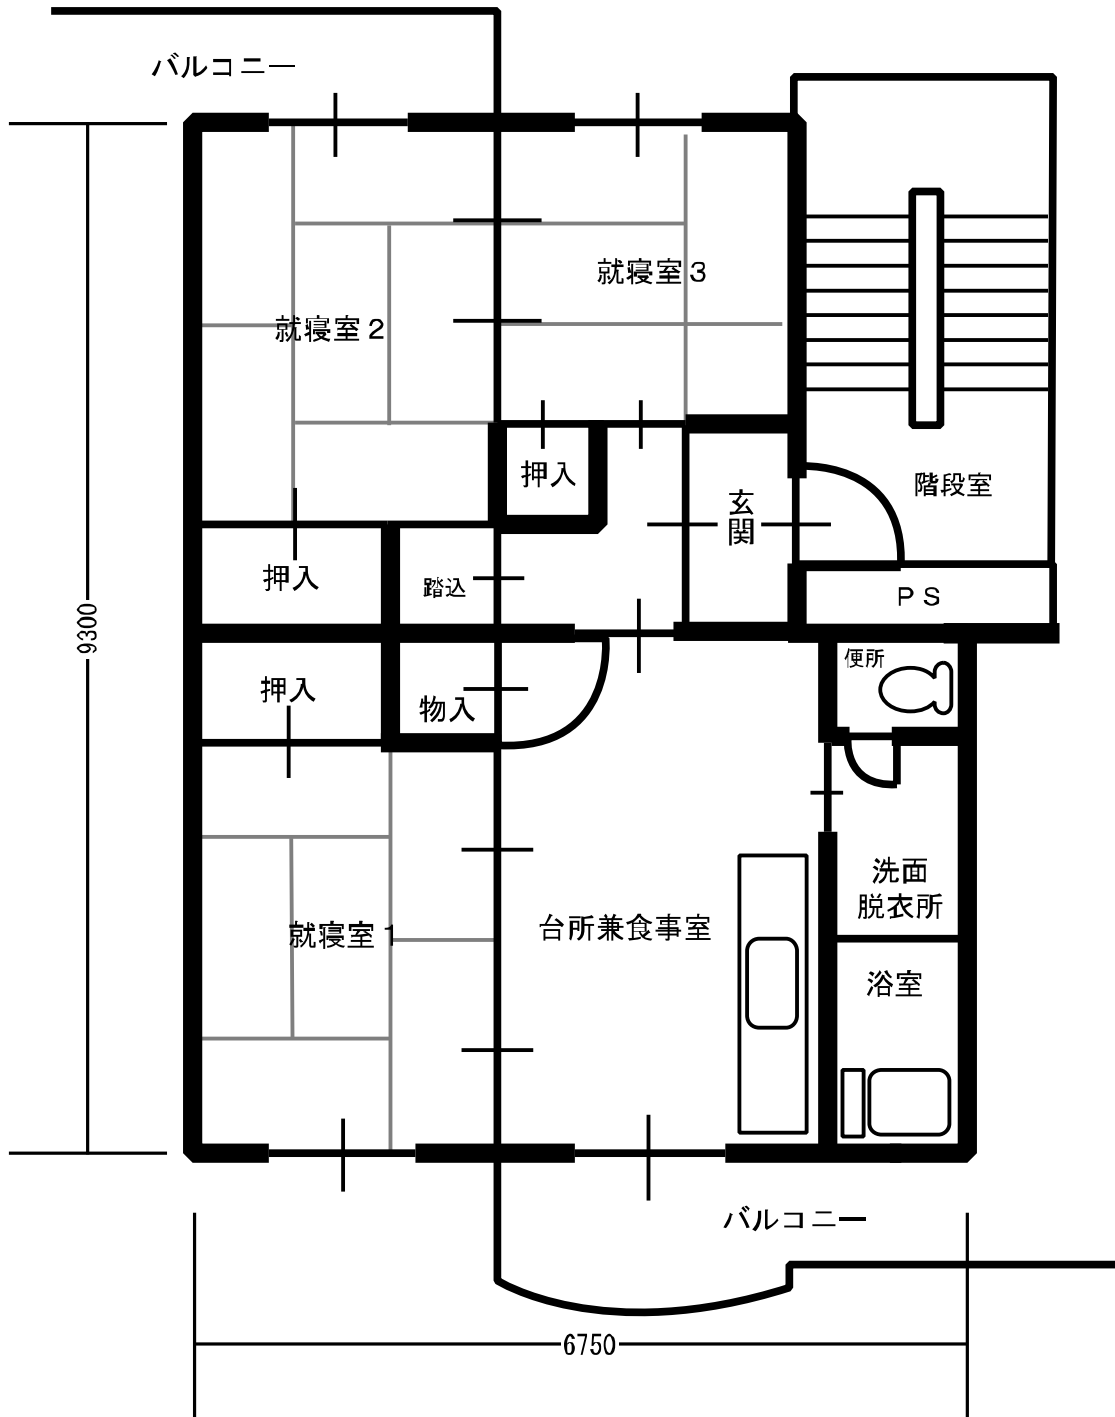 バルコニー
就寝室３
就寝室２
押入
階段室
玄
関
押入
踏込
ＰＳ
9300
便所
押入
物入
洗面
脱衣所
就寝室１
台所兼食事室
浴室
バルコニー
6750